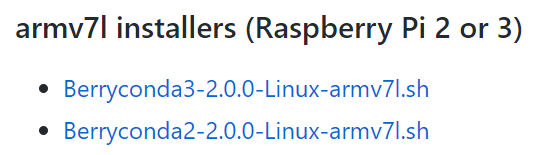 armv7l installers (Raspberry Pi 2 or 3)
Berryconda3-2.0.0-Linux-armv7l.sh
Berryconda2-2.0.0-Linux-armv7l.sh